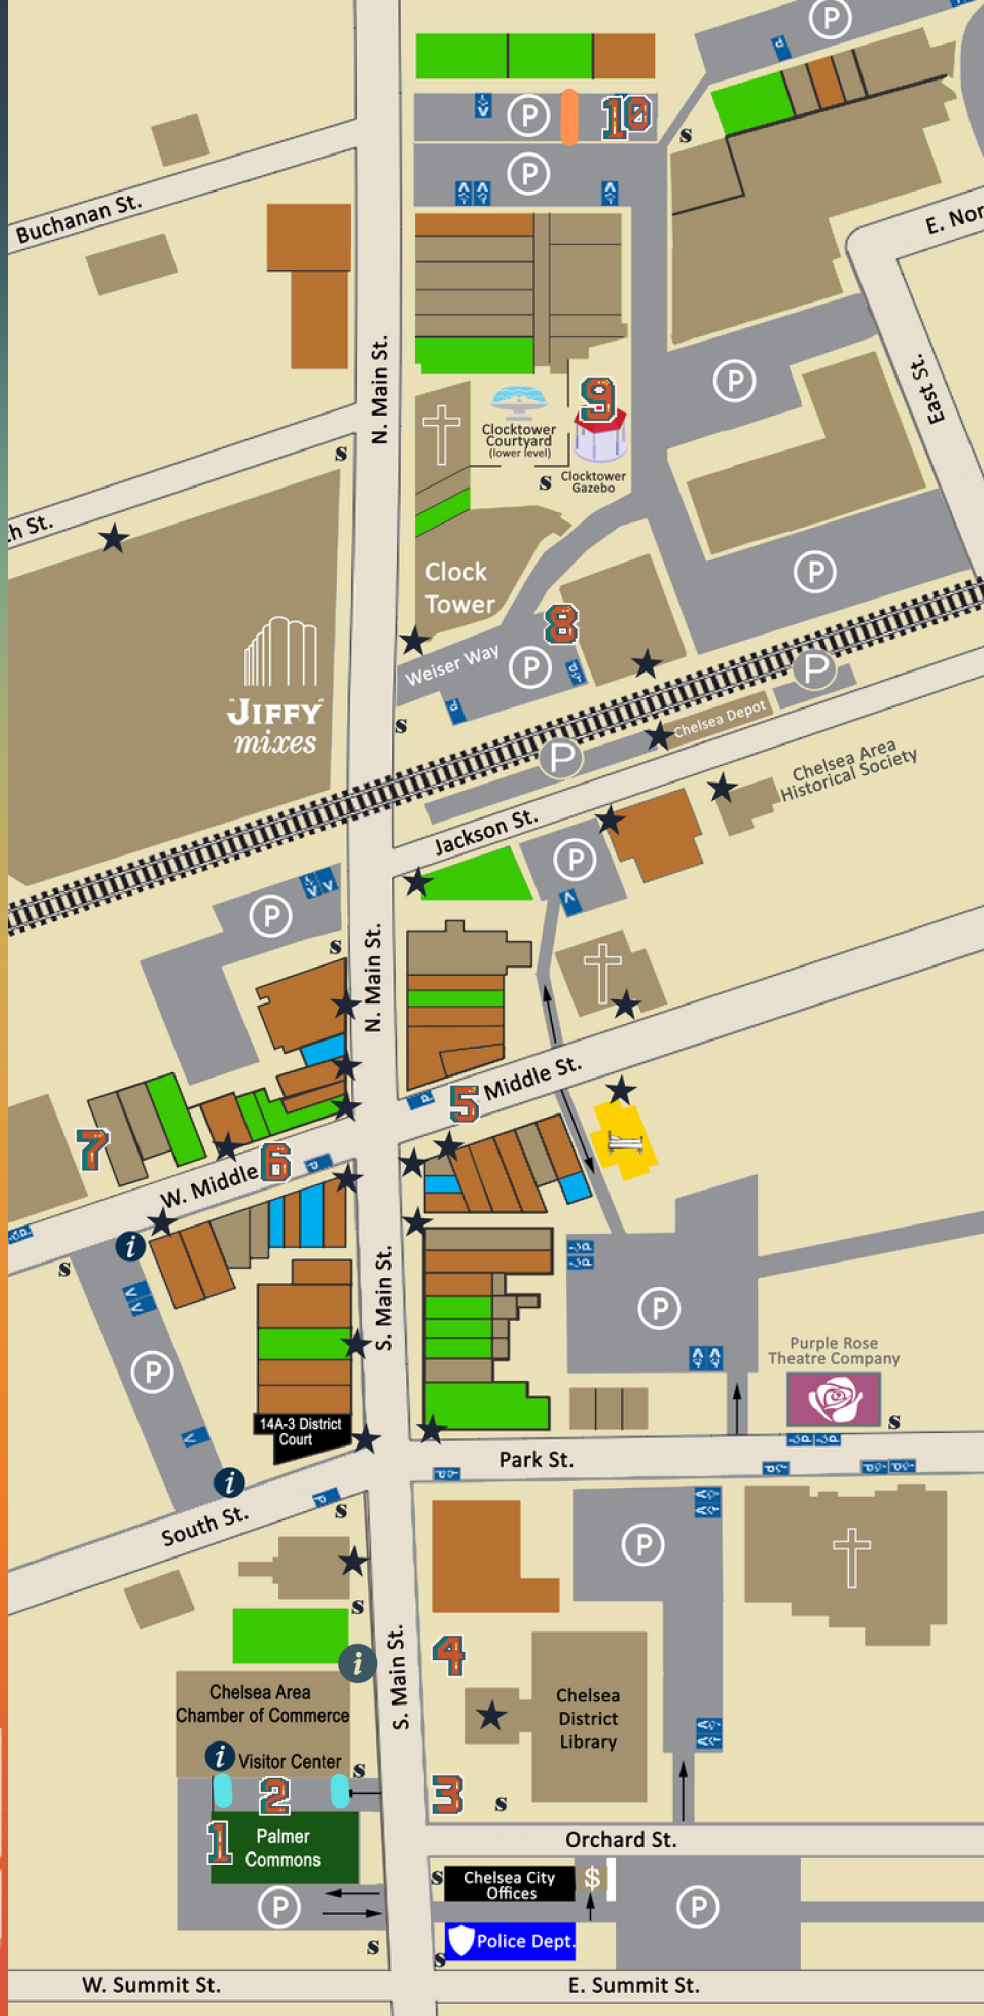 P
P
10
S
P
Buchanan St.
E. Nor
N. Main St.
P
East St.
9
Clocktower
Courtyard
(lower level)
S
S
Clocktower
Gazebo
th St.
Clock
Tower
P
8
Weiser Way
P
"JIFFY"
mixes
S
P
Chelsea Depot
P
Chelsea Area
Historical Society
Jackson St.
P
P
S
N. Main St.
5
Middle St.
7
6
W. Middle
i
S
S. Main St.
P
P
Purple Rose
Theatre Company
14A-3 District
Court
S
Park St.
i
South St.
S
P
S
S. Main St.
4
i
Chelsea Area
Chamber of Commerce
Chelsea
District
Library
i Visitor Center
S
2
3
S
1
Palmer
Commons
Orchard St.
S
Chelsea City
Offices
$
P
P
Police Dept.
S
S
W. Summit St.
E. Summit St.